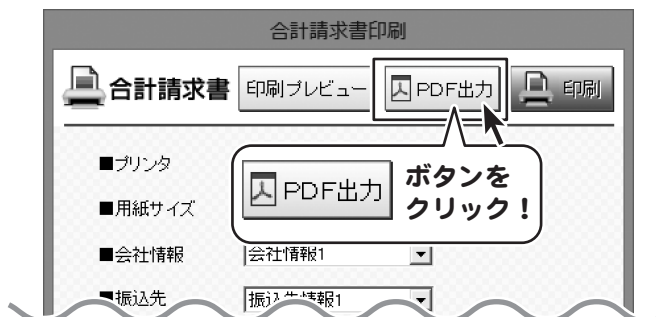 合計請求書印刷
合計請求書 印刷プレビュー PDF出力 印刷
■プリンタ
PDF出力 ボタンを
クリック！
■用紙サイズ
■会社情報 会社情報1
■振込先 振込先情報1